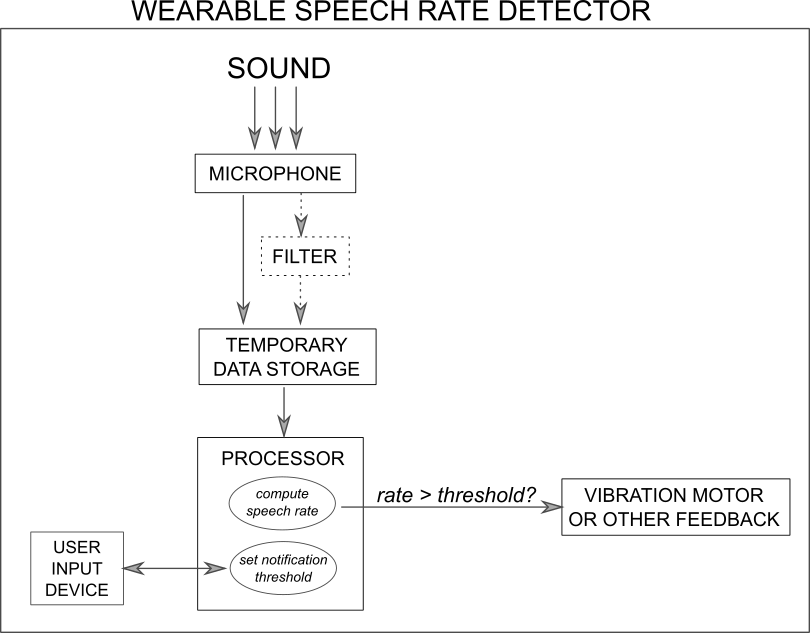 WEARABLE SPEECH RATE DETECTOR
SOUND
MICROPHONE
FILTER
TEMPORARY
DATA STORAGE
PROCESSOR
compute
speech rate
rate > threshold?
VIBRATION MOTOR
OR OTHER FEEDBACK
USER
INPUT
DEVICE
set notification
threshold